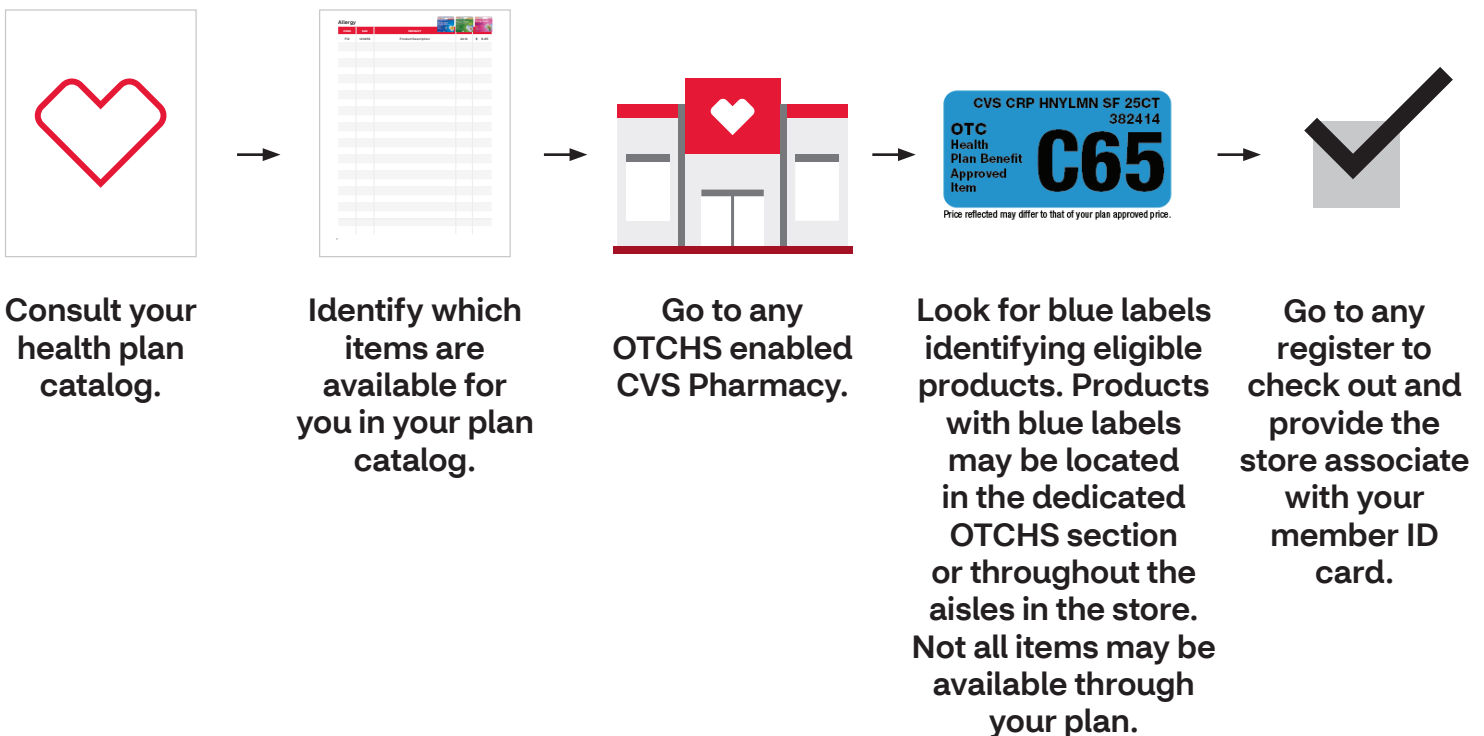 Allergy
Consult your
health plan
catalog.
Identify which
items are
available for
you in your plan
catalog.
Go to any
OTCHS enabled
CVS Pharmacy.
CVS CRP HNYLMN SF 25CT
382414
OTC
Health
Plan Benefit
Approved
Item
C65
Price reflected may differ to that of your plan approved price.
Look for blue labels
identifying eligible
products. Products
with blue labels
may be located
in the dedicated
OTCHS section
or throughout the
aisles in the store.
Not all items may be
available through
your plan.
Go to any
register to
check out and
provide the
store associate
with your
member ID
card.